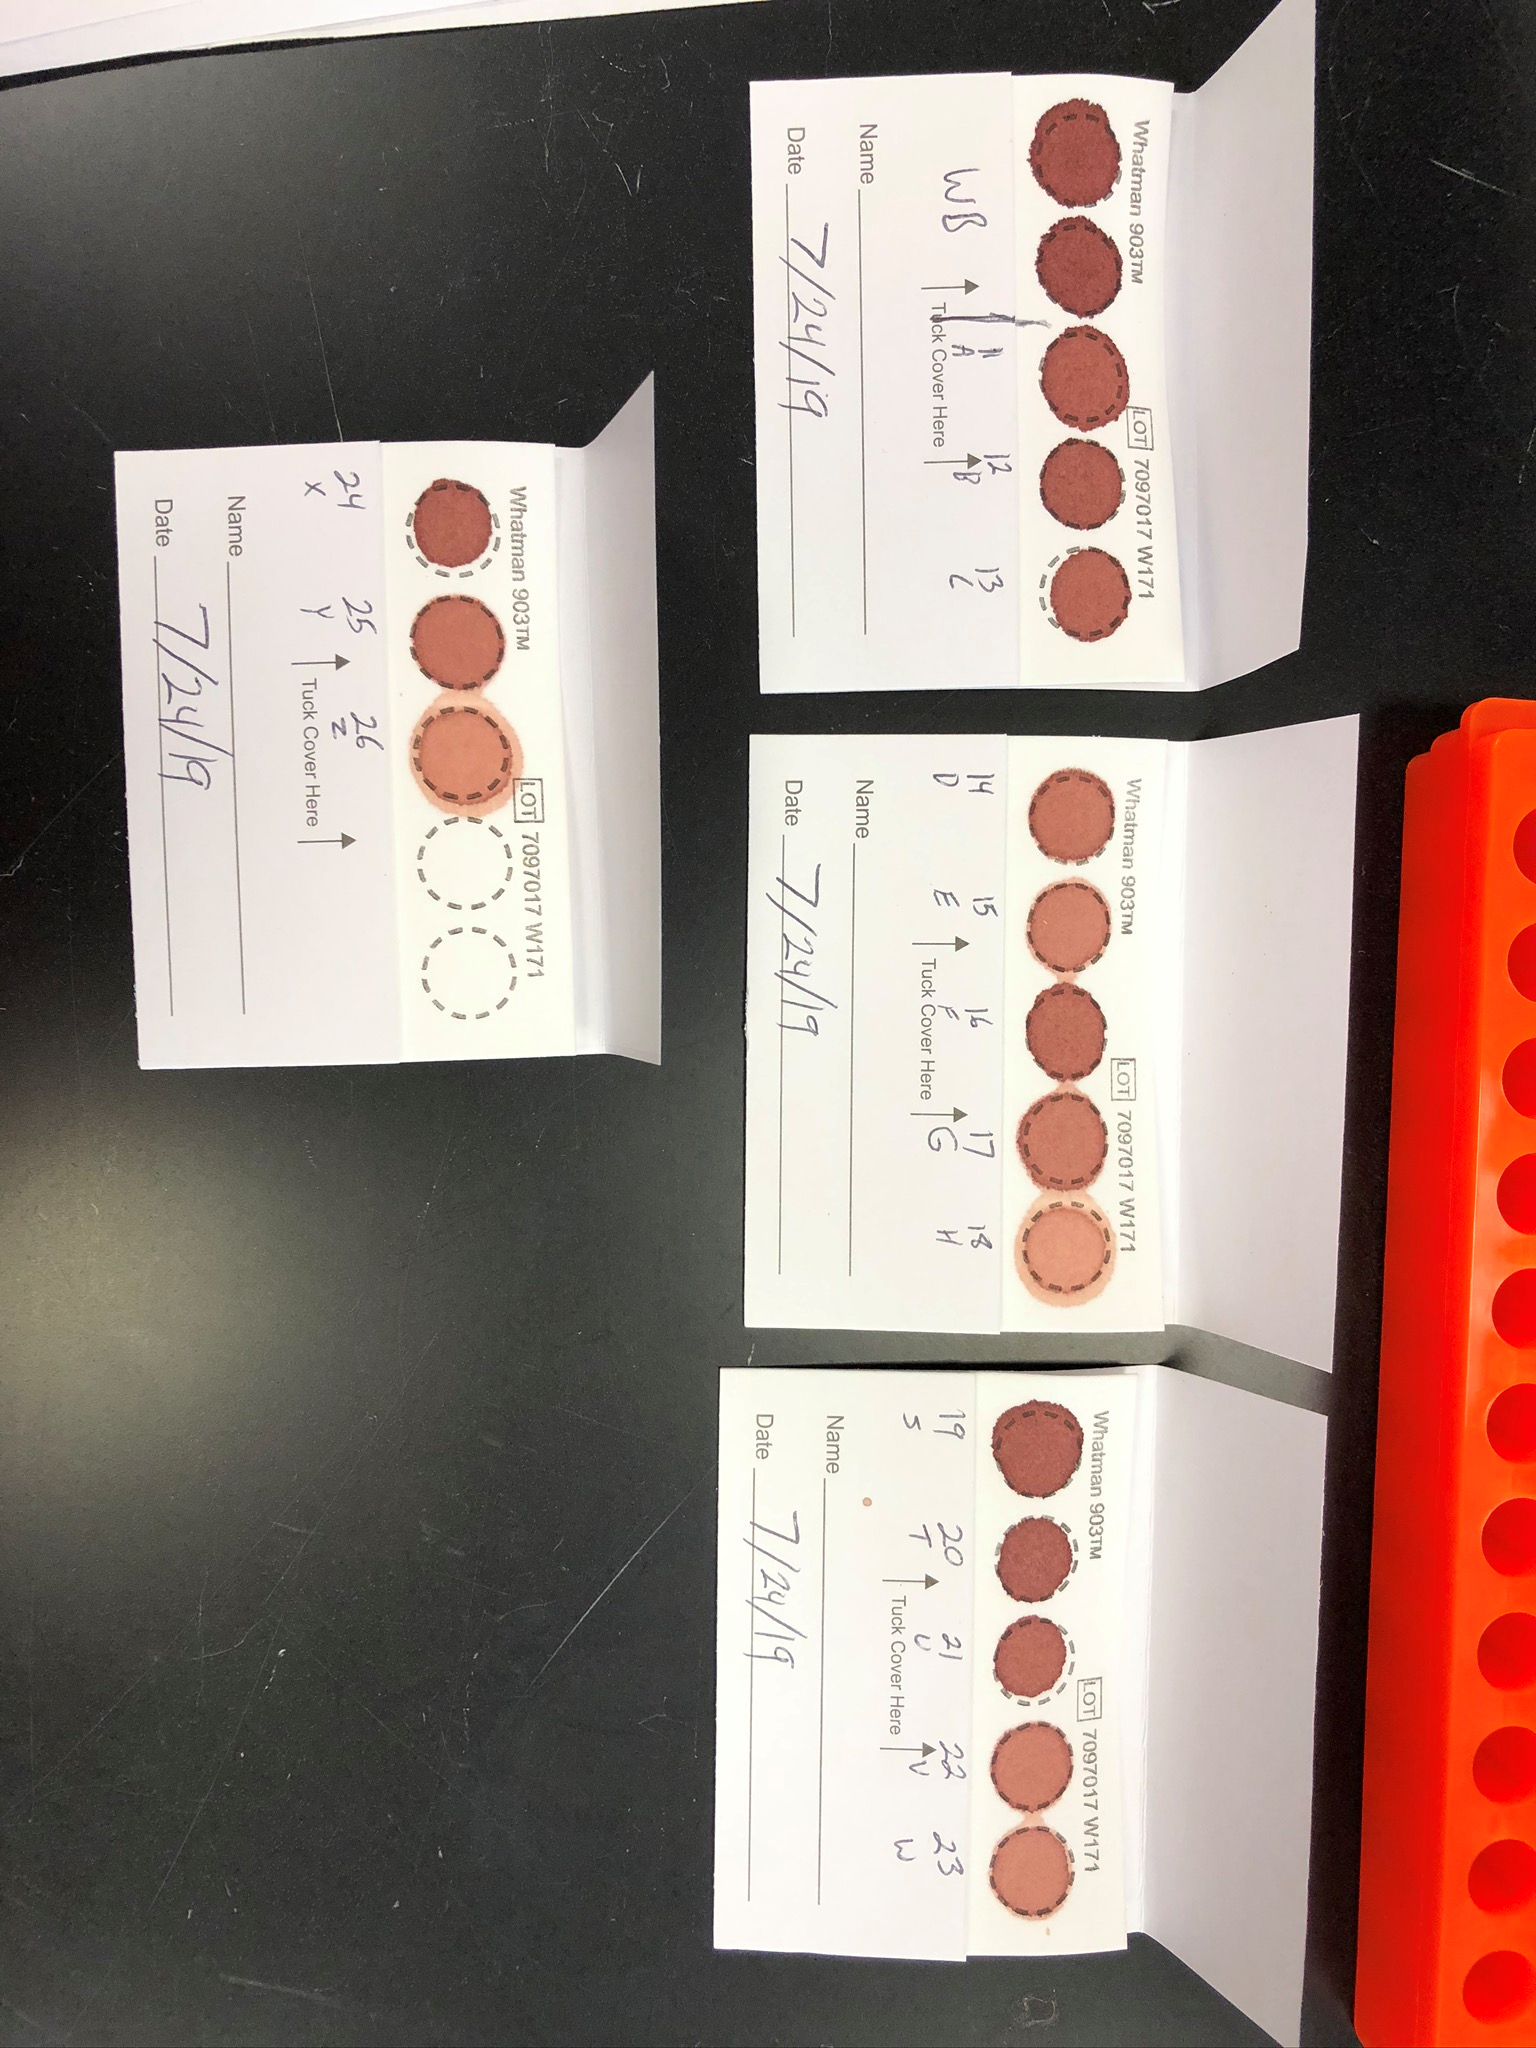 Whatman 903™ LOT 7097017 W171
WB 11 12 13
A B C
Tuck Cover Here
Name
Date 7/24/19
Whatman 903™ LOT 7097017 W171
14 15 16 17 18
D E F G H
Tuck Cover Here
Name
Date 7/24/19
Whatman 903™ LOT 7097017 W171
19 20 21 22 23
S T U V W
Tuck Cover Here
Name
Date 7/24/19
Whatman 903™ LOT 7097017 W171
24 25 26
X Y Z
Tuck Cover Here
Name
Date 7/24/19